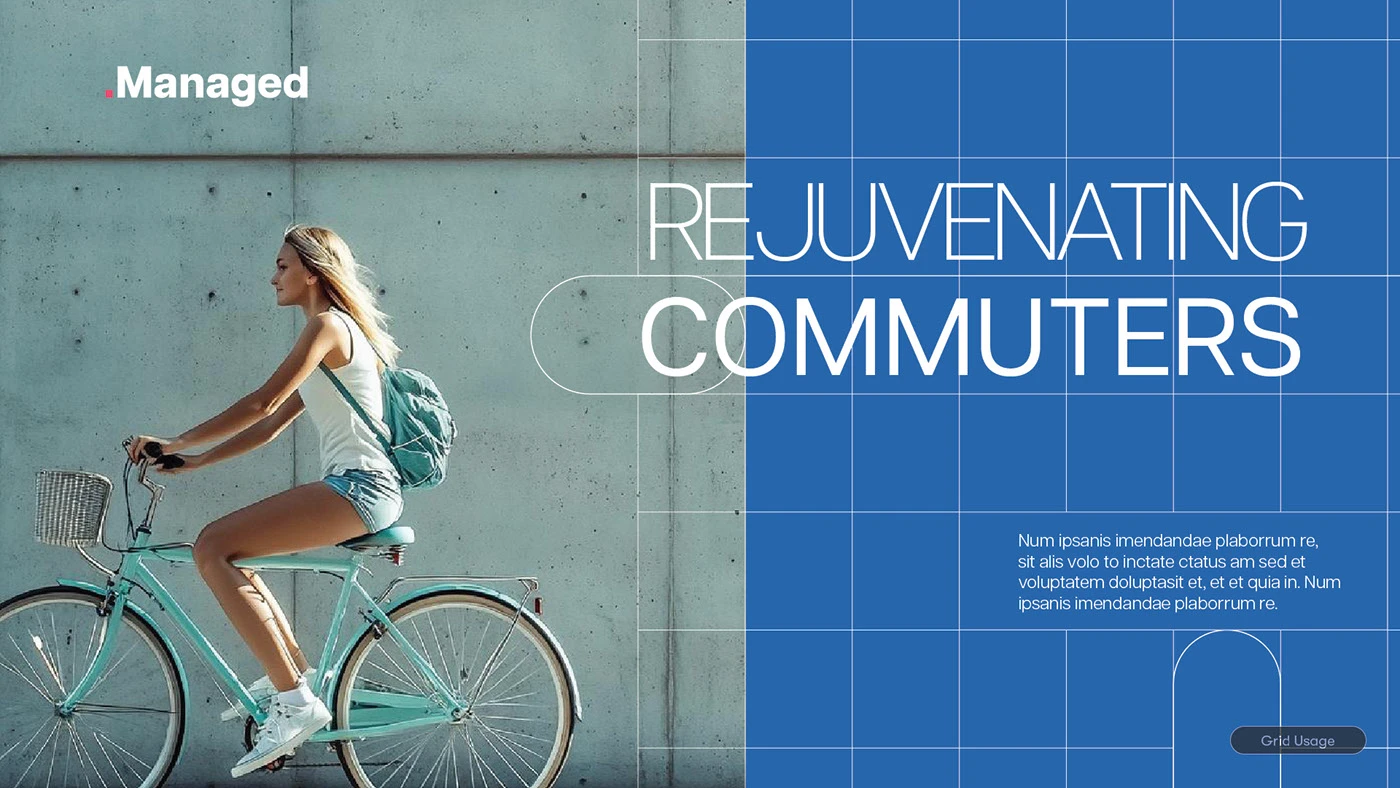 .Managed
REJUVENATING
COMMUTERS
Num ipsanis imendandae plaborrum re,
sit alis volo to inctate ctatus am sed et
voluptatem doluptasit et, et et quia in. Num
ipsanis imendandae plaborrum re.
Grid Usage